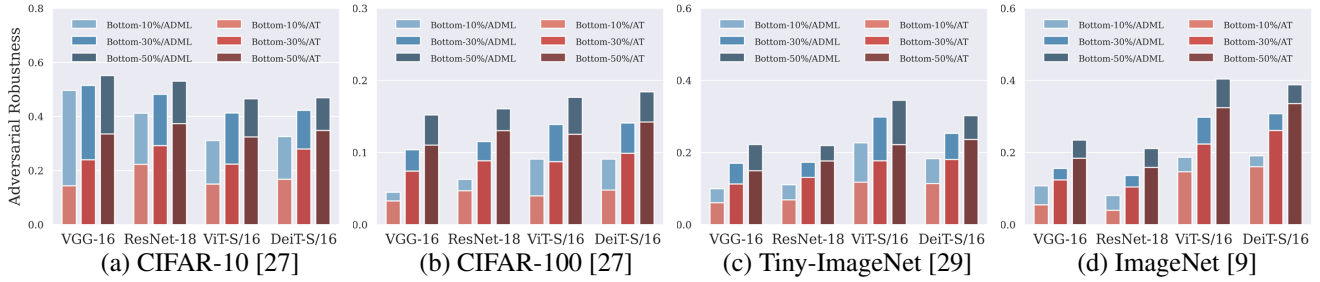 Adversarial Robustness
0.8
0.6
0.4
0.2
0.0
Bottom-10%/ADML
Bottom-30%/ADML
Bottom-50%/ADML
Bottom-10%/AT
Bottom-30%/AT
Bottom-50%/AT
VGG-16 ResNet-18 ViT-S/16 DeiT-S/16
(a) CIFAR-10 [27]
0.3
0.2
0.1
0.0
Bottom-10%/ADML
Bottom-30%/ADML
Bottom-50%/ADML
Bottom-10%/AT
Bottom-30%/AT
Bottom-50%/AT
VGG-16 ResNet-18 ViT-S/16 DeiT-S/16
(b) CIFAR-100 [27]
0.6
0.4
0.2
0.0
Bottom-10%/ADML
Bottom-30%/ADML
Bottom-50%/ADML
Bottom-10%/AT
Bottom-30%/AT
Bottom-50%/AT
VGG-16 ResNet-18 ViT-S/16 DeiT-S/16
(c) Tiny-ImageNet [29]
0.6
0.4
0.2
0.0
Bottom-10%/ADML
Bottom-30%/ADML
Bottom-50%/ADML
Bottom-10%/AT
Bottom-30%/AT
Bottom-50%/AT
VGG-16 ResNet-18 ViT-S/16 DeiT-S/16
(d) ImageNet [9]